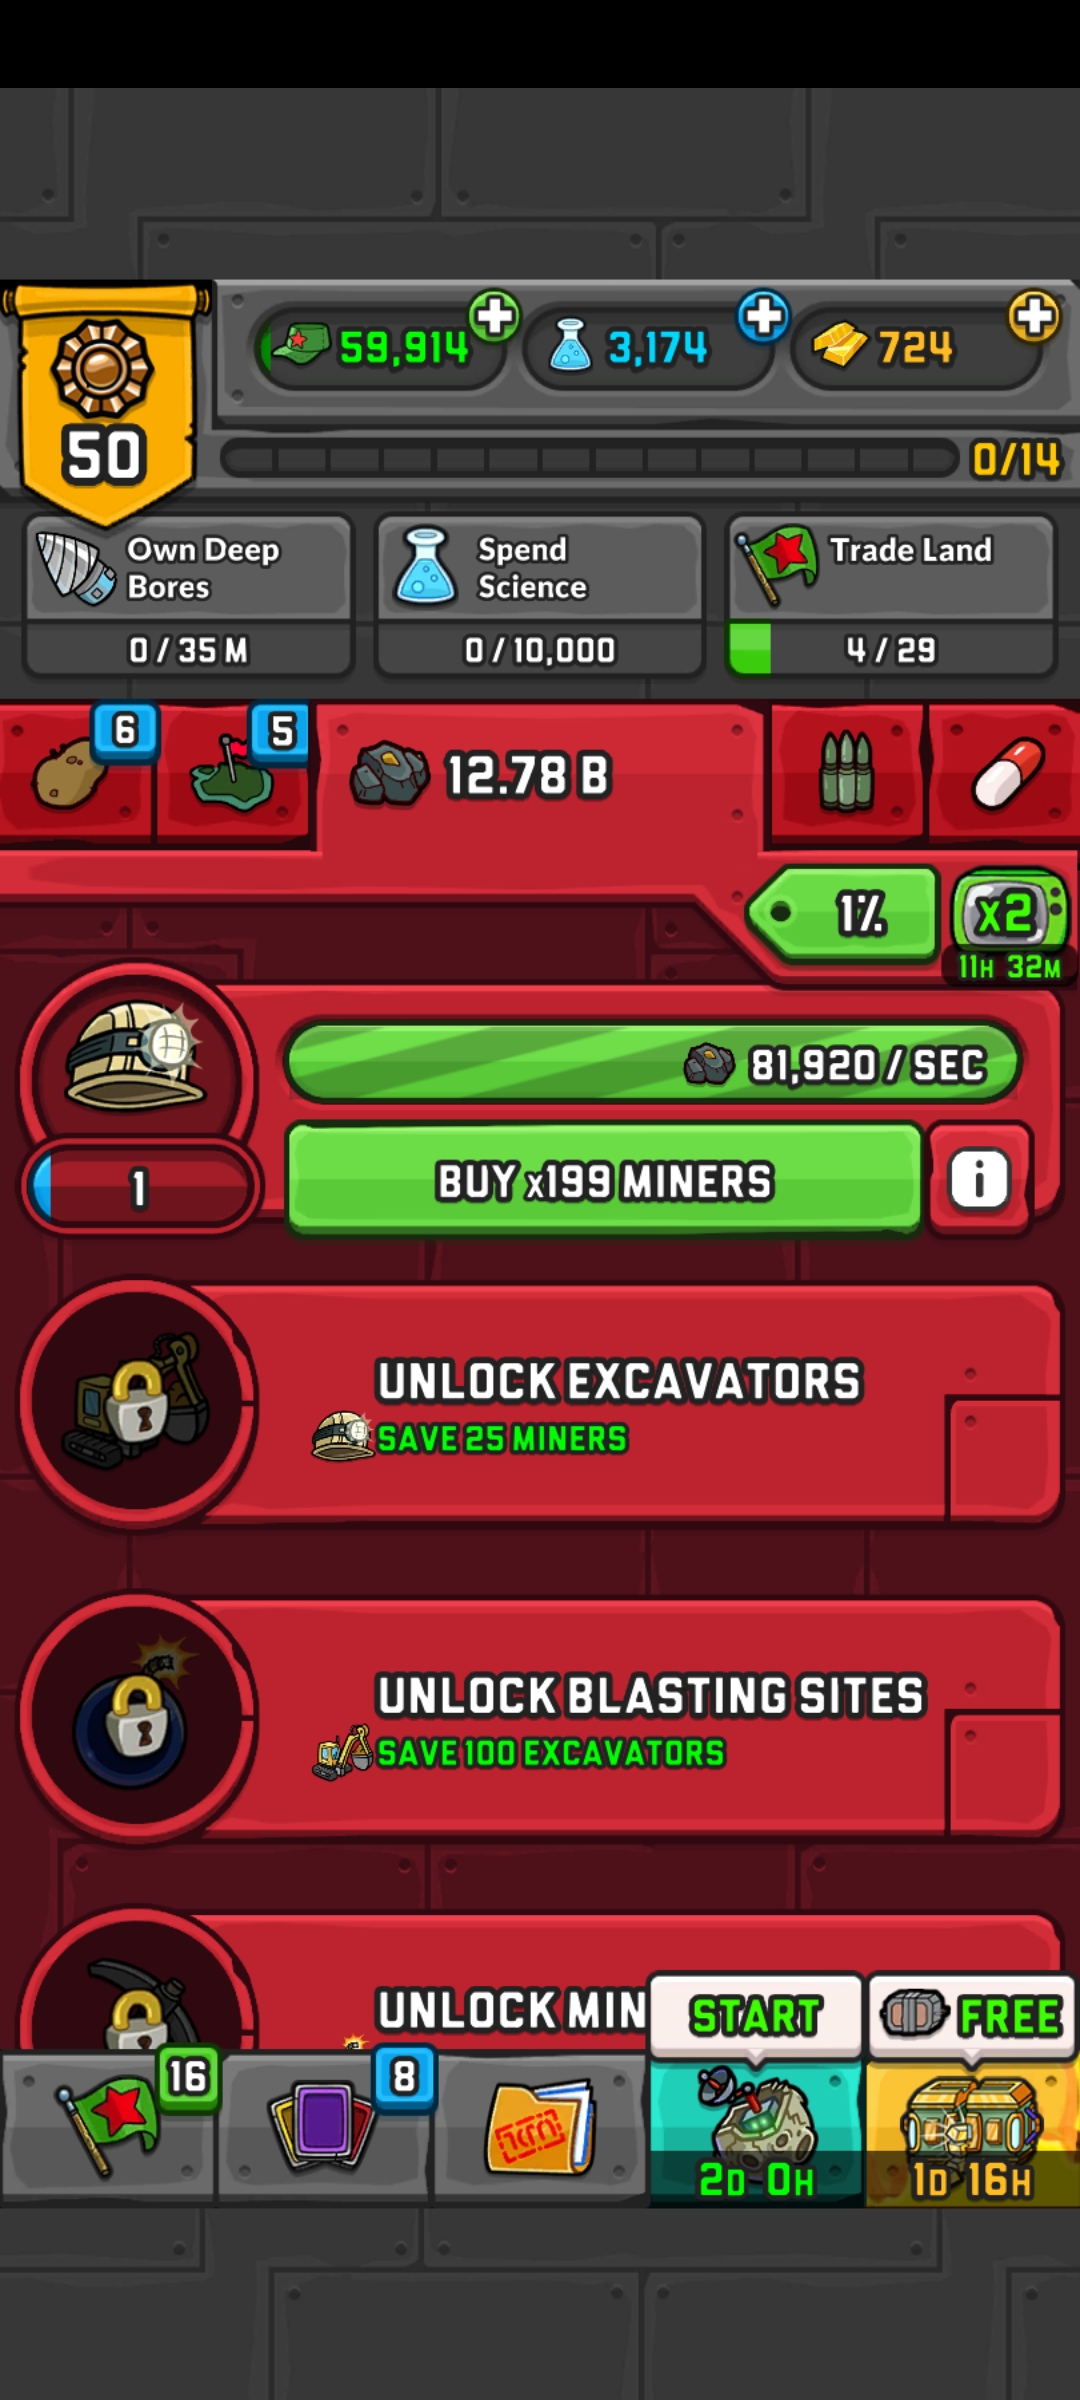 59,914
3,174
724
50
0/14
Own Deep
Bores
0 / 35 M
Spend
Science
0 / 10,000
Trade Land
4 / 29
6
5
12.78 B
1%
x2
11H 32M
81,920 / SEC
1
BUY x199 MINERS
i
UNLOCK EXCAVATORS
SAVE 25 MINERS
UNLOCK BLASTING SITES
SAVE 100 EXCAVATORS
UNLOCK MIN
START
FREE
16
8
2D 0H
1D 16H